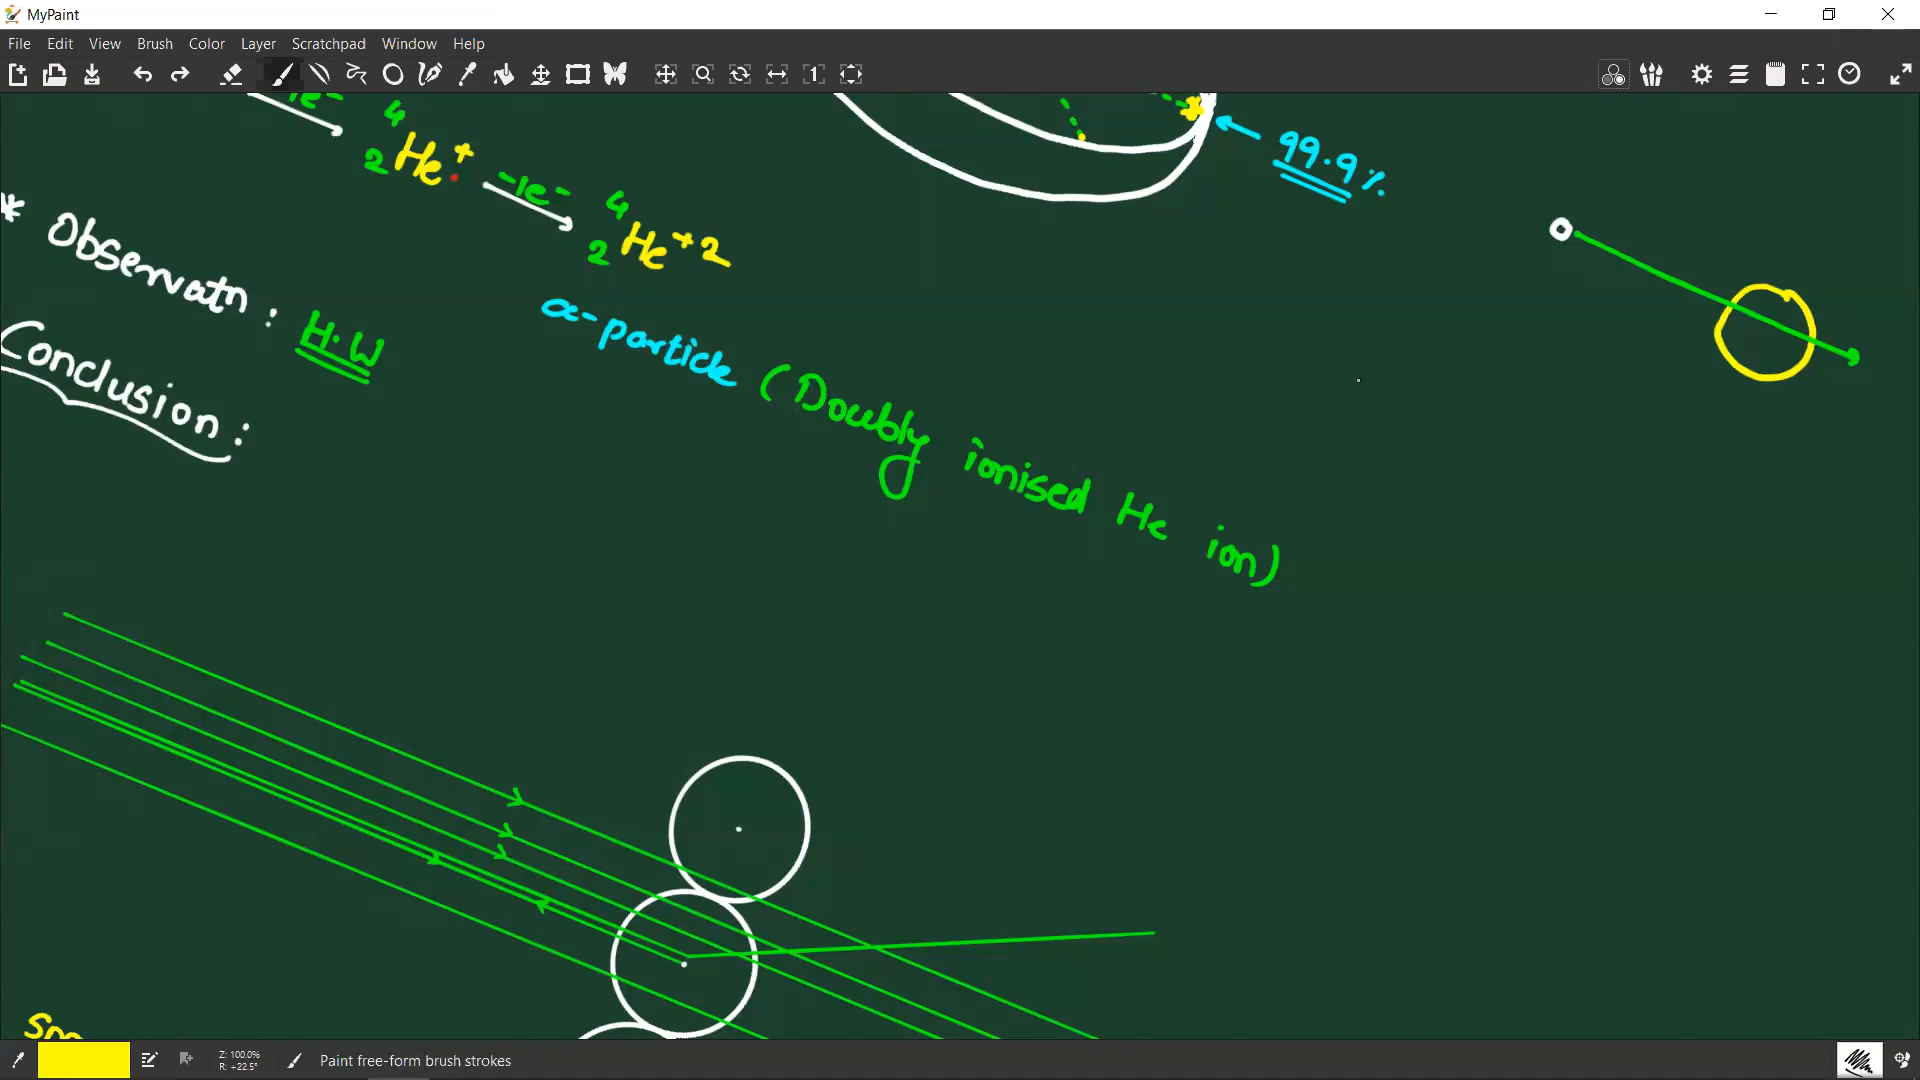 MyPaint
File Edit View Brush Color Layer Scratchpad Window Help
-1e-
4
2He+
-1e-
4
2He+2
99.9%
* Observatn : H.W
α-particle (Doubly ionised He ion)
Conclusion :
Z: 100.0%
R: +22.5°
Paint free-form brush strokes